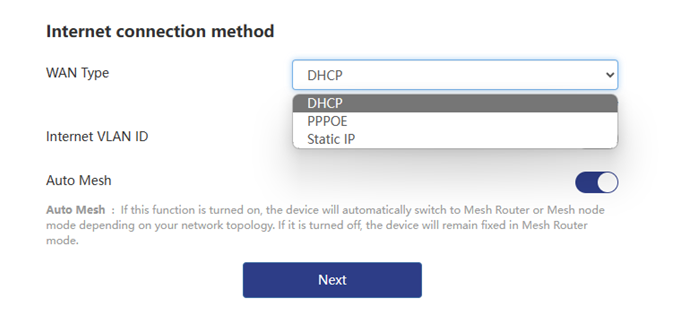 Internet connection method
WAN Type
DHCP
DHCP
PPPOE
Static IP
Internet VLAN ID
Auto Mesh
Auto Mesh : If this function is turned on, the device will automatically switch to Mesh Router or Mesh node
mode depending on your network topology. If it is turned off, the device will remain fixed in Mesh Router
mode.
Next